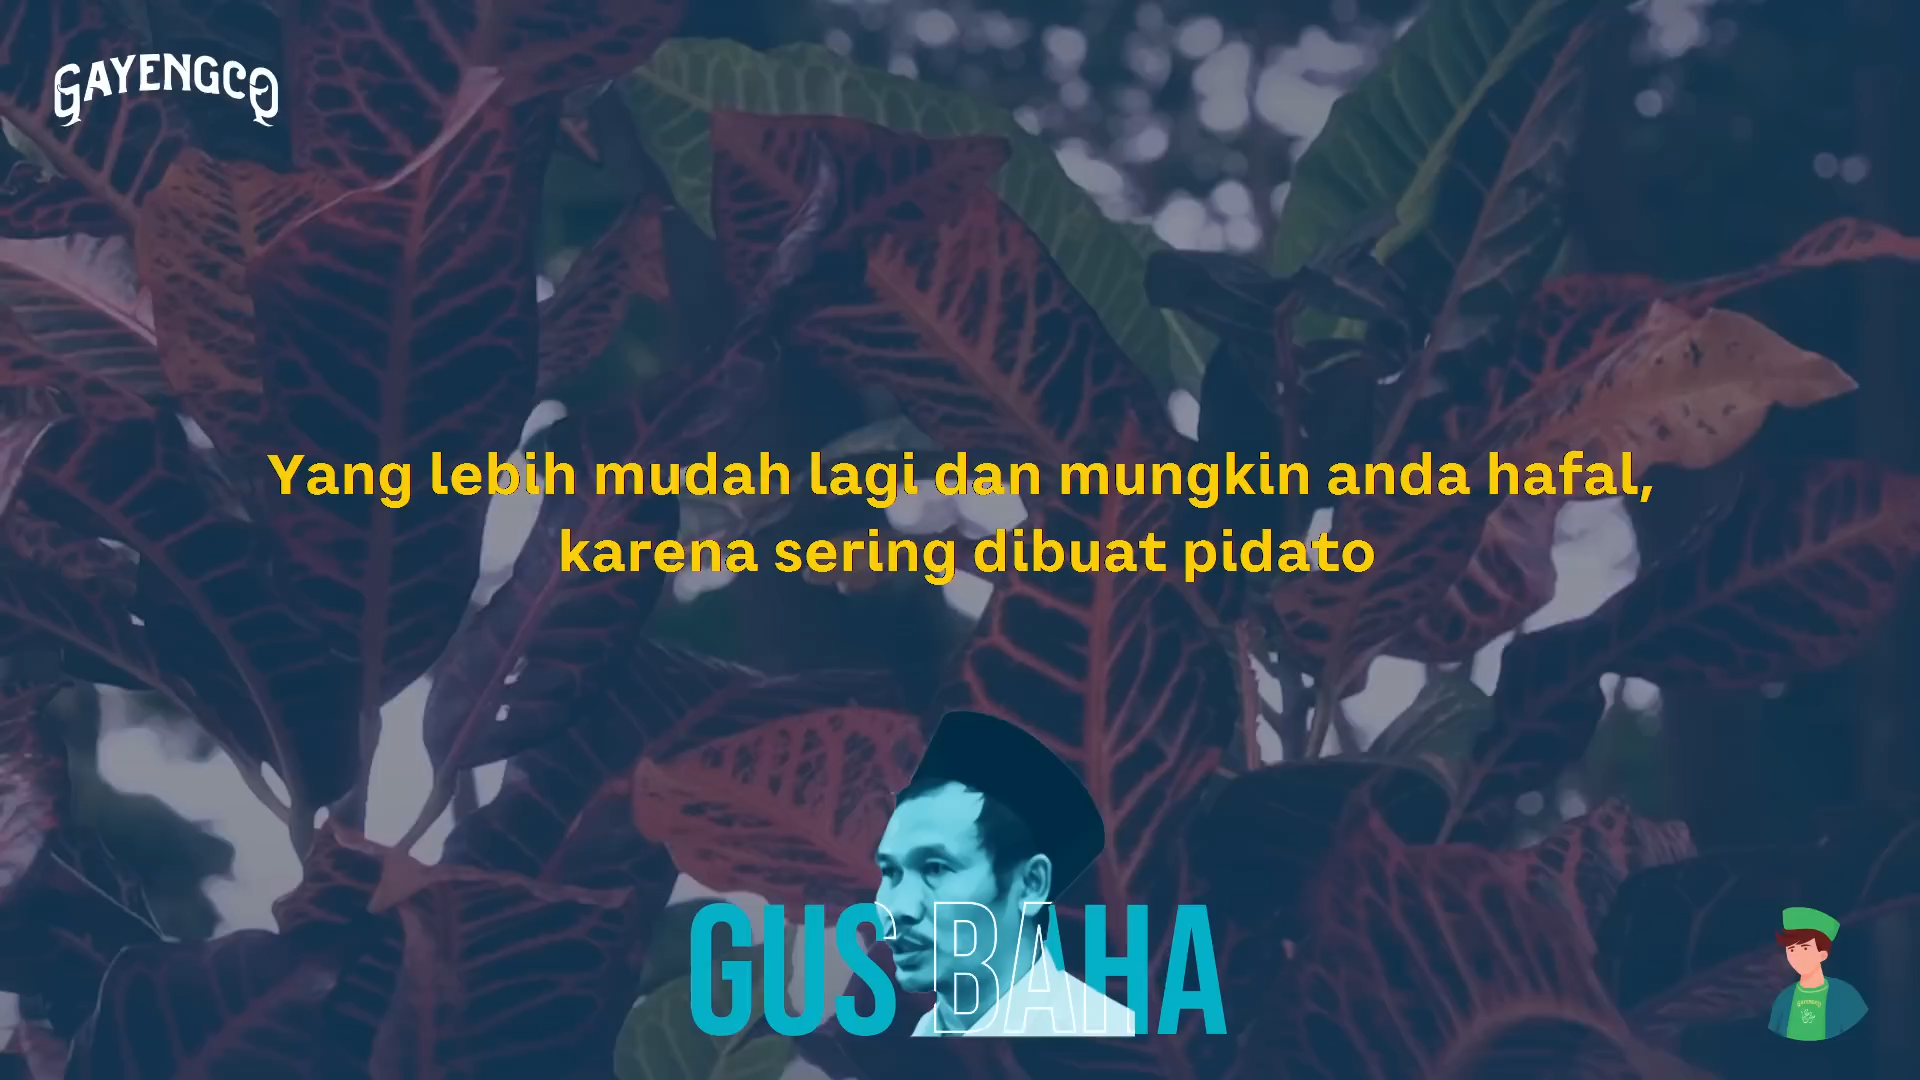 GAYENGCO
Yang lebih mudah lagi dan mungkin anda hafal,
karena sering dibuat pidato
GUS BAHA